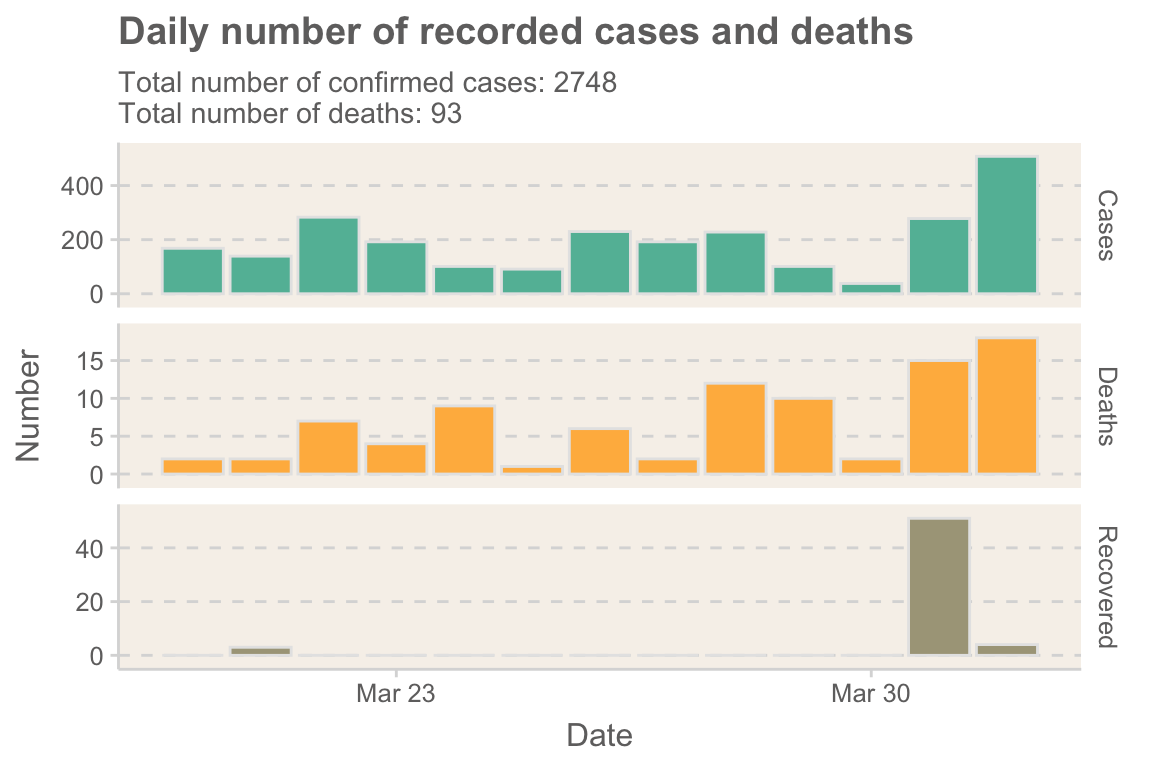 Daily number of recorded cases and deaths
Total number of confirmed cases: 2748
Total number of deaths: 93
400
200
0
Cases
15
10
5
0
Deaths
40
20
0
Recovered
Number
Mar 23
Mar 30
Date